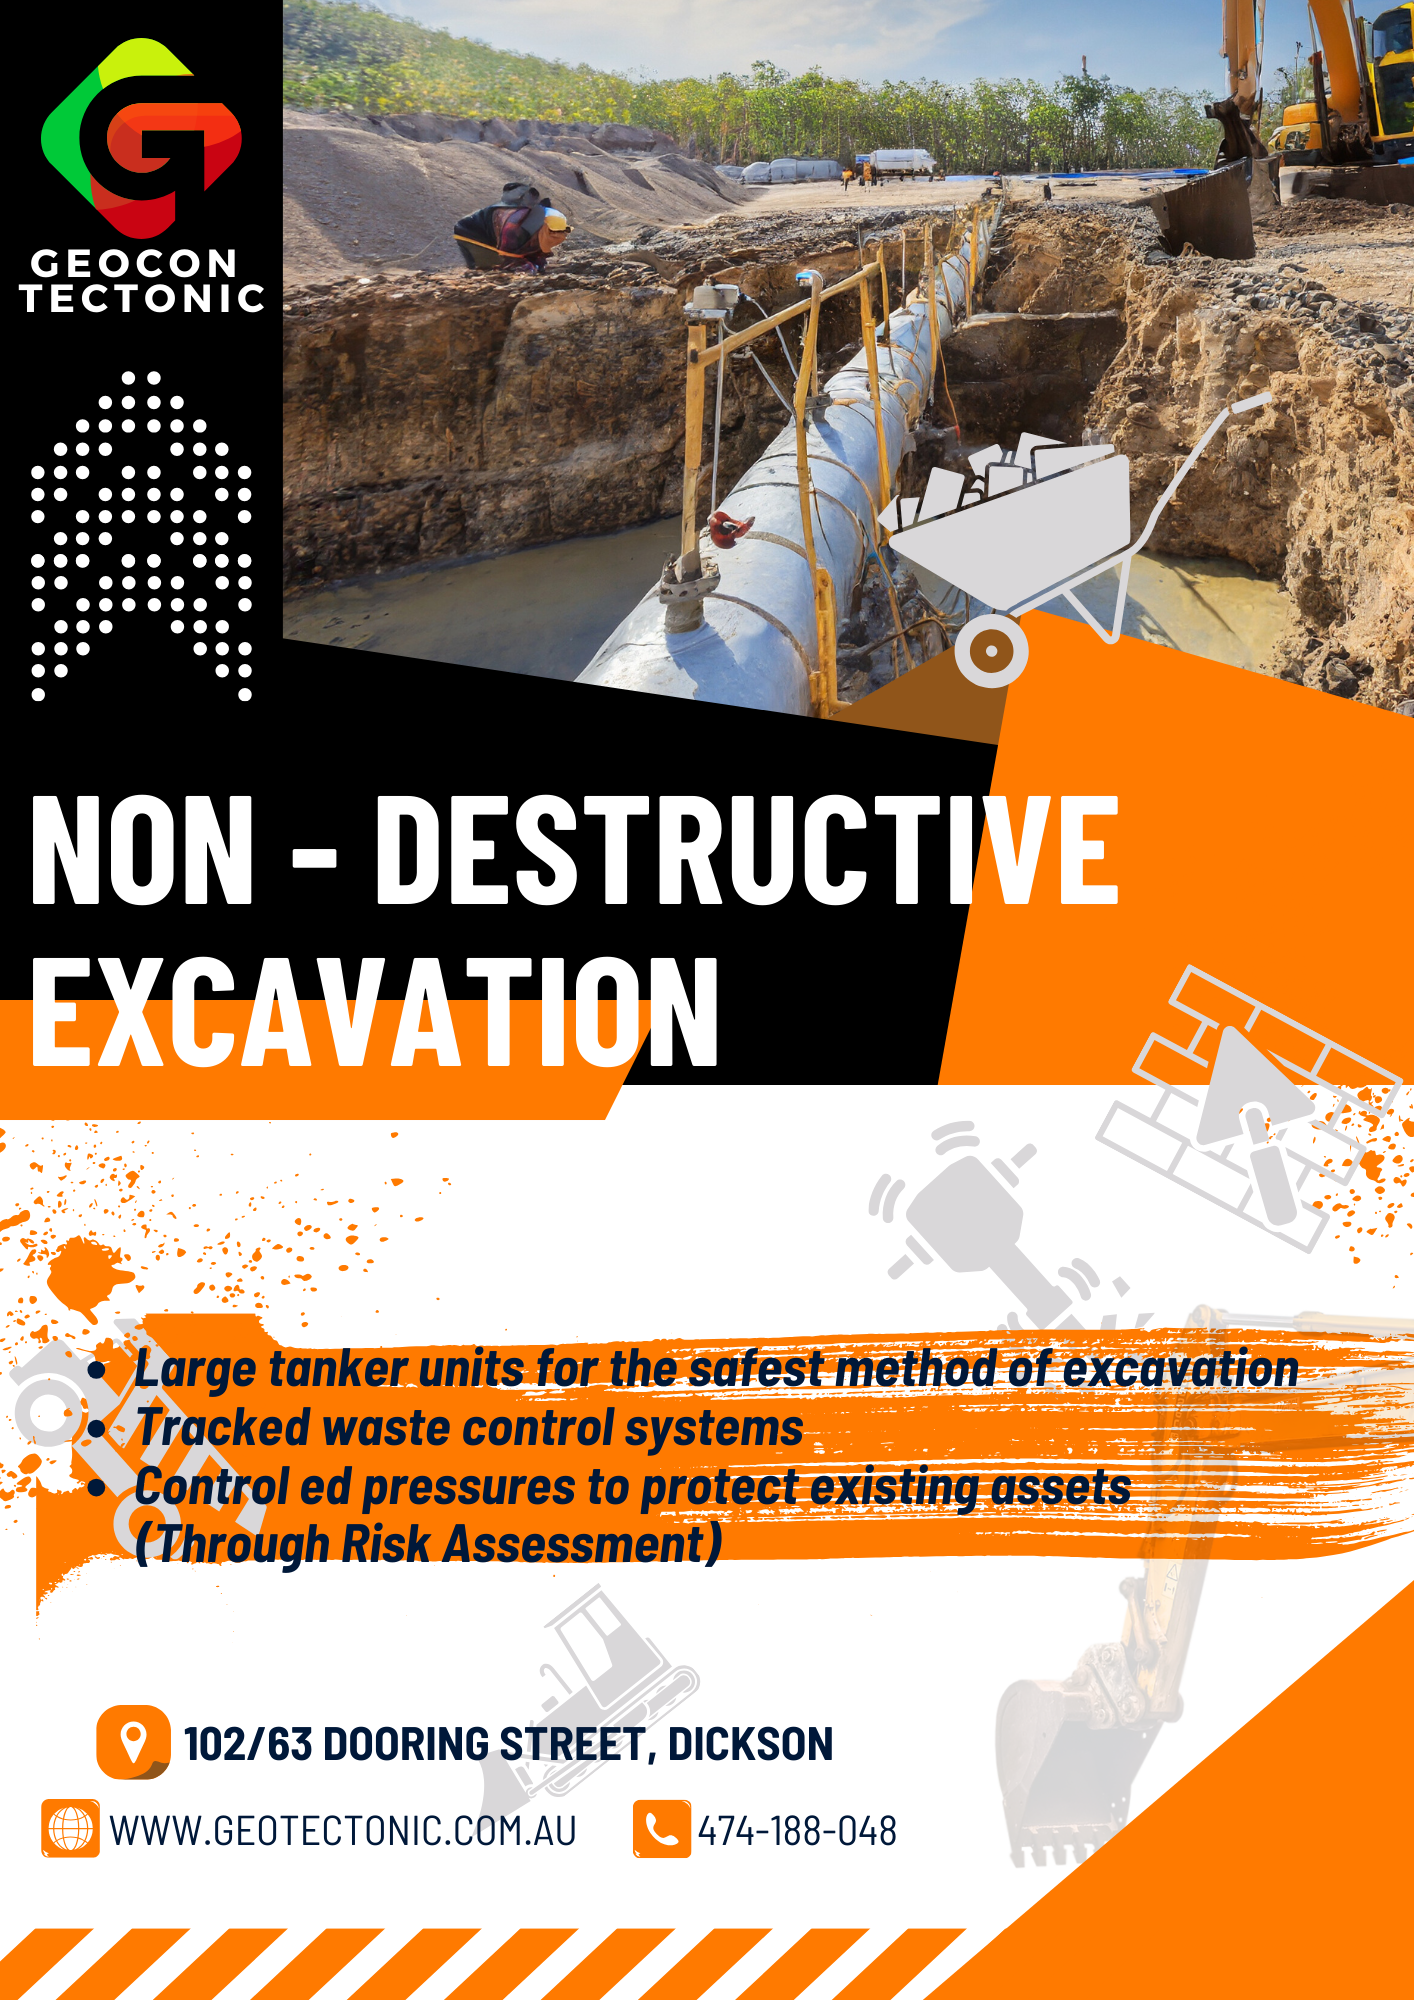 GEOCON
TECTONIC
NON - DESTRUCTIVE
EXCAVATION
• Large tanker units for the safest method of excavation
• Tracked waste control systems
• Control ed pressures to protect existing assets
(Through Risk Assessment)
102/63 DOORING STREET, DICKSON
WWW.GEOTECTONIC.COM.AU
474-188-048